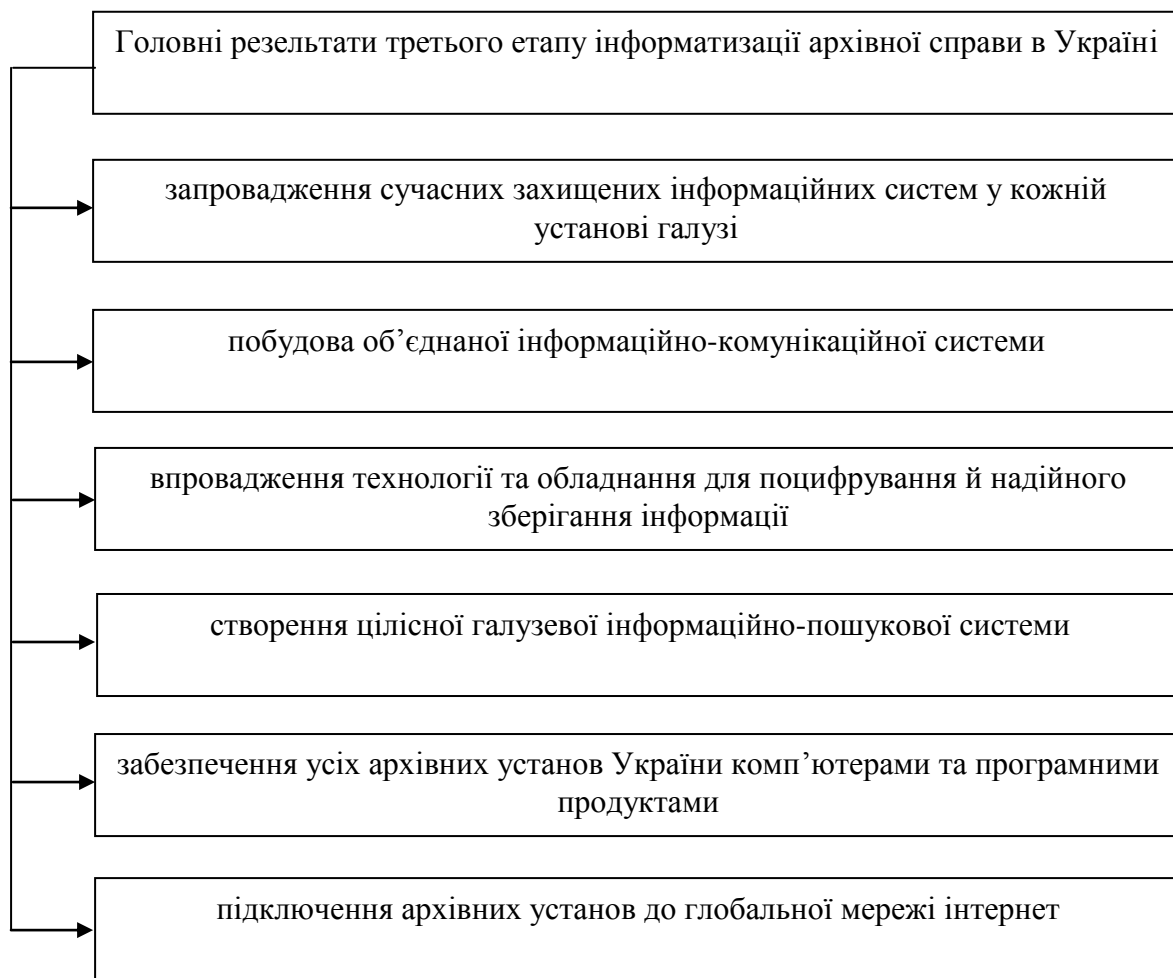 Головні резельтати третього етапу інформатизації архівної справи в Україні
запровадження сучасних захищених інформаційних систем у кожній
установі галузі
побудова об’єднаної інформаційно-комунікаційної системи
впровадження технології та обладнання для поцифрування й надійного
зберігання інформації
створення цілісної галузевої інформаційно-пошукової системи
забезпечення усіх архівних установ України комп’ютерами та програмними
продуктами
підключення архівних установ до глобальної мережі інтернет